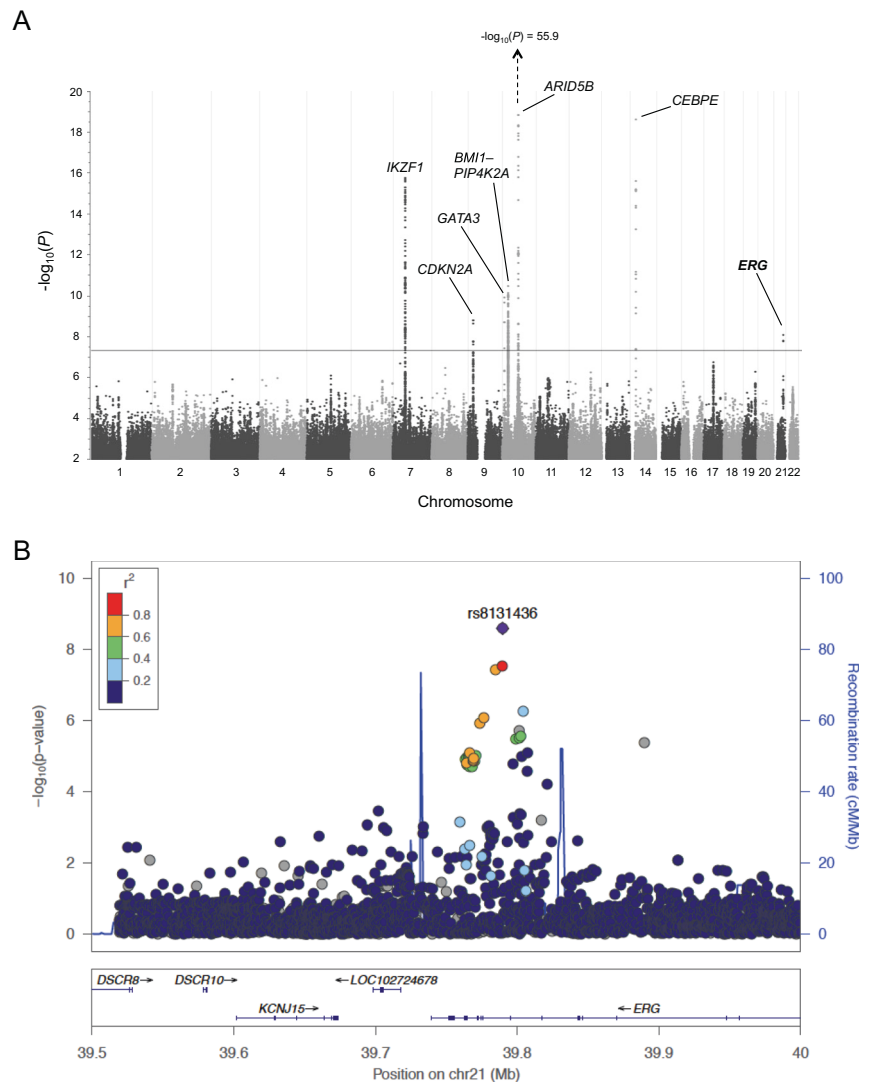 A
-log10(P) = 55.9
20
18
16
14
12
10
8
6
4
2
-log10(P)
ARID5B
CEBPE
BMI1–
PIP4K2A
IKZF1
GATA3
CDKN2A
ERG
1 2 3 4 5 6 7 8 9 10 11 12 13 14 15 16 17 18 19 20 21 22
Chromosome
B
r2
0.8
0.6
0.4
0.2
rs8131436
10
8
6
4
2
0
−log10(p−value)
100
80
60
40
20
0
Recombination rate (cM/Mb)
DSCR8→ DSCR10→ ←LOC102724678
KCNJ15→ ←ERG
39.5 39.6 39.7 39.8 39.9 40
Position on chr21 (Mb)